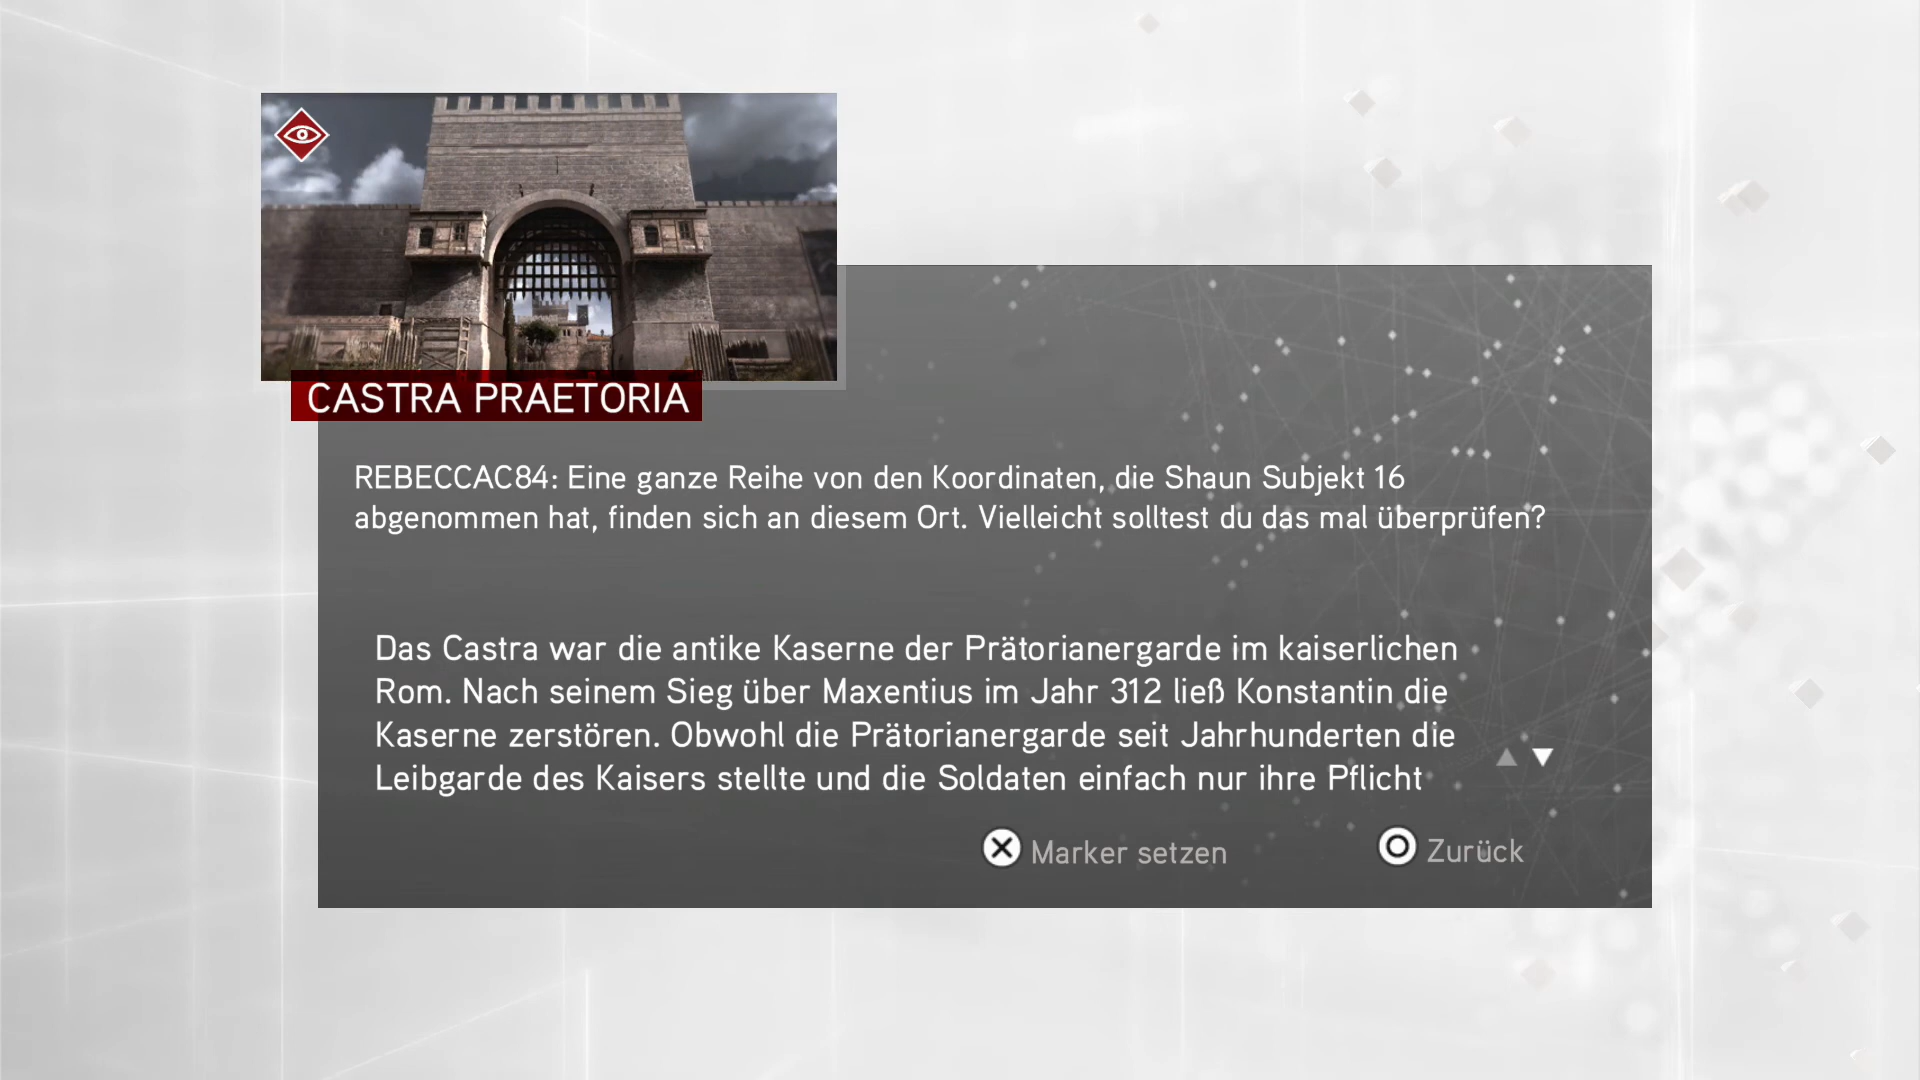 CASTRA PRAETORIA
REBECCAC84: Eine ganze Reihe von den Koordinaten, die Shaun Subjekt 16
abgenommen hat, finden sich an diesem Ort. Vielleicht solltest du das mal überprüfen?
Das Castra war die antike Kaserne der Prätorianergarde im kaiserlichen
Rom. Nach seinem Sieg über Maxentius im Jahr 312 ließ Konstantin die
Kaserne zerstören. Obwohl die Prätorianergarde seit Jahrhunderten die
Leibgarde des Kaisers stellte und die Soldaten einfach nur ihre Pflicht
Marker setzen Zurück